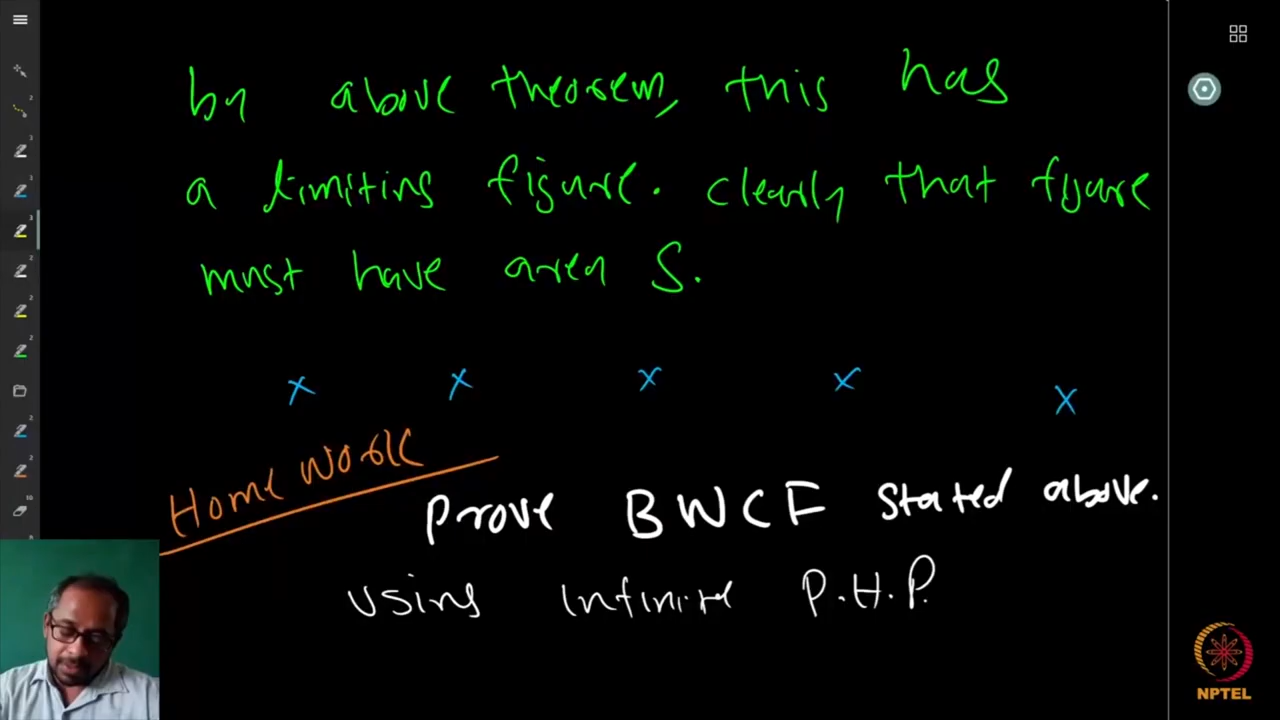 by above theorem, this has
a limiting figure. clearly that figure
must have area S.
x x x x x
Home Work
Prove BWCF stated above.
using infinite P.H.P.
NPTEL